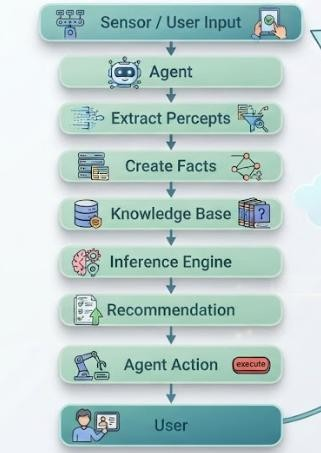 Sensor / User Input
Agent
Extract Percepts
Create Facts
Knowledge Base
?
Inference Engine
Recommendation
Agent Action
execute
User